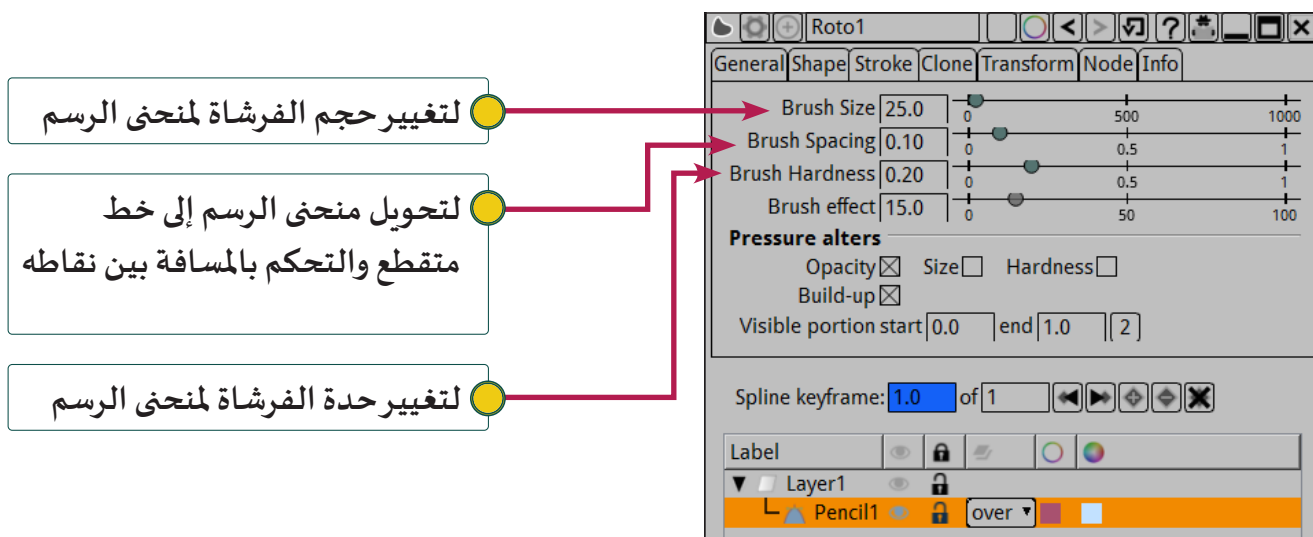 لتغيير حجم الفرشاة لمنحنى الرسم
لتحويل منحنى الرسم إلى خط
متقطع والتحكم بالمسافة بين نقاطه
لتغيير حدة الفرشاة لمنحنى الرسم
Roto1
General Shape Stroke Clone Transform Node Info
Brush Size 25.0 0 500 1000
Brush Spacing 0.10 0 0.5 1
Brush Hardness 0.20 0 0.5 1
Brush effect 15.0 0 50 100
Pressure alters
Opacity Size Hardness
Build-up
Visible portion start 0.0 end 1.0 2
Spline keyframe: 1.0 of 1
Label
Layer1
Pencil1 over